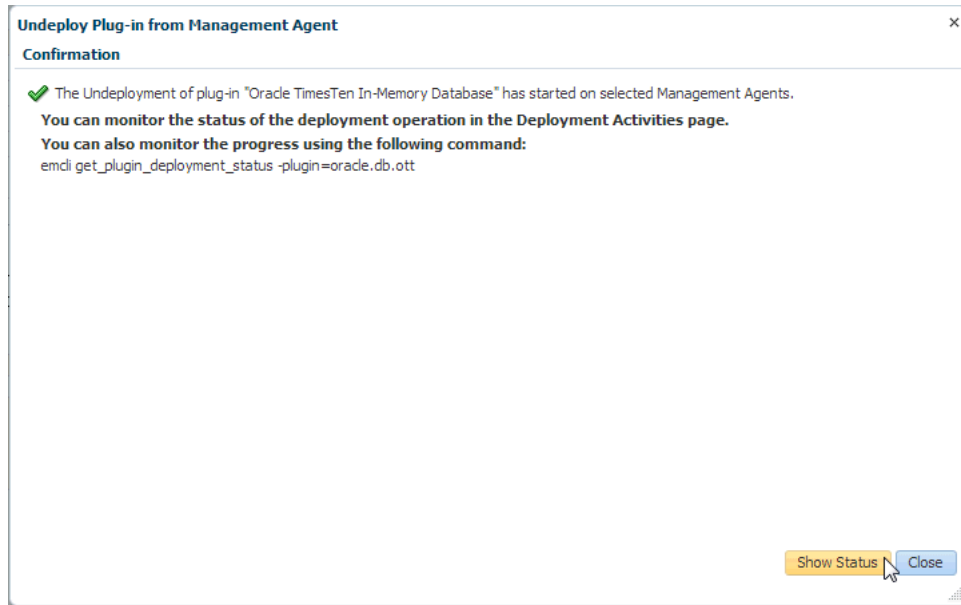 Undeploy Plug-in from Management Agent
Confirmation
The Undeployment of plug-in "Oracle TimesTen In-Memory Database" has started on selected Management Agents.
You can monitor the status of the deployment operation in the Deployment Activities page.
You can also monitor the progress using the following command:
emcli get_plugin_deployment_status -plugin=oracle.db.ott
Show Status Close